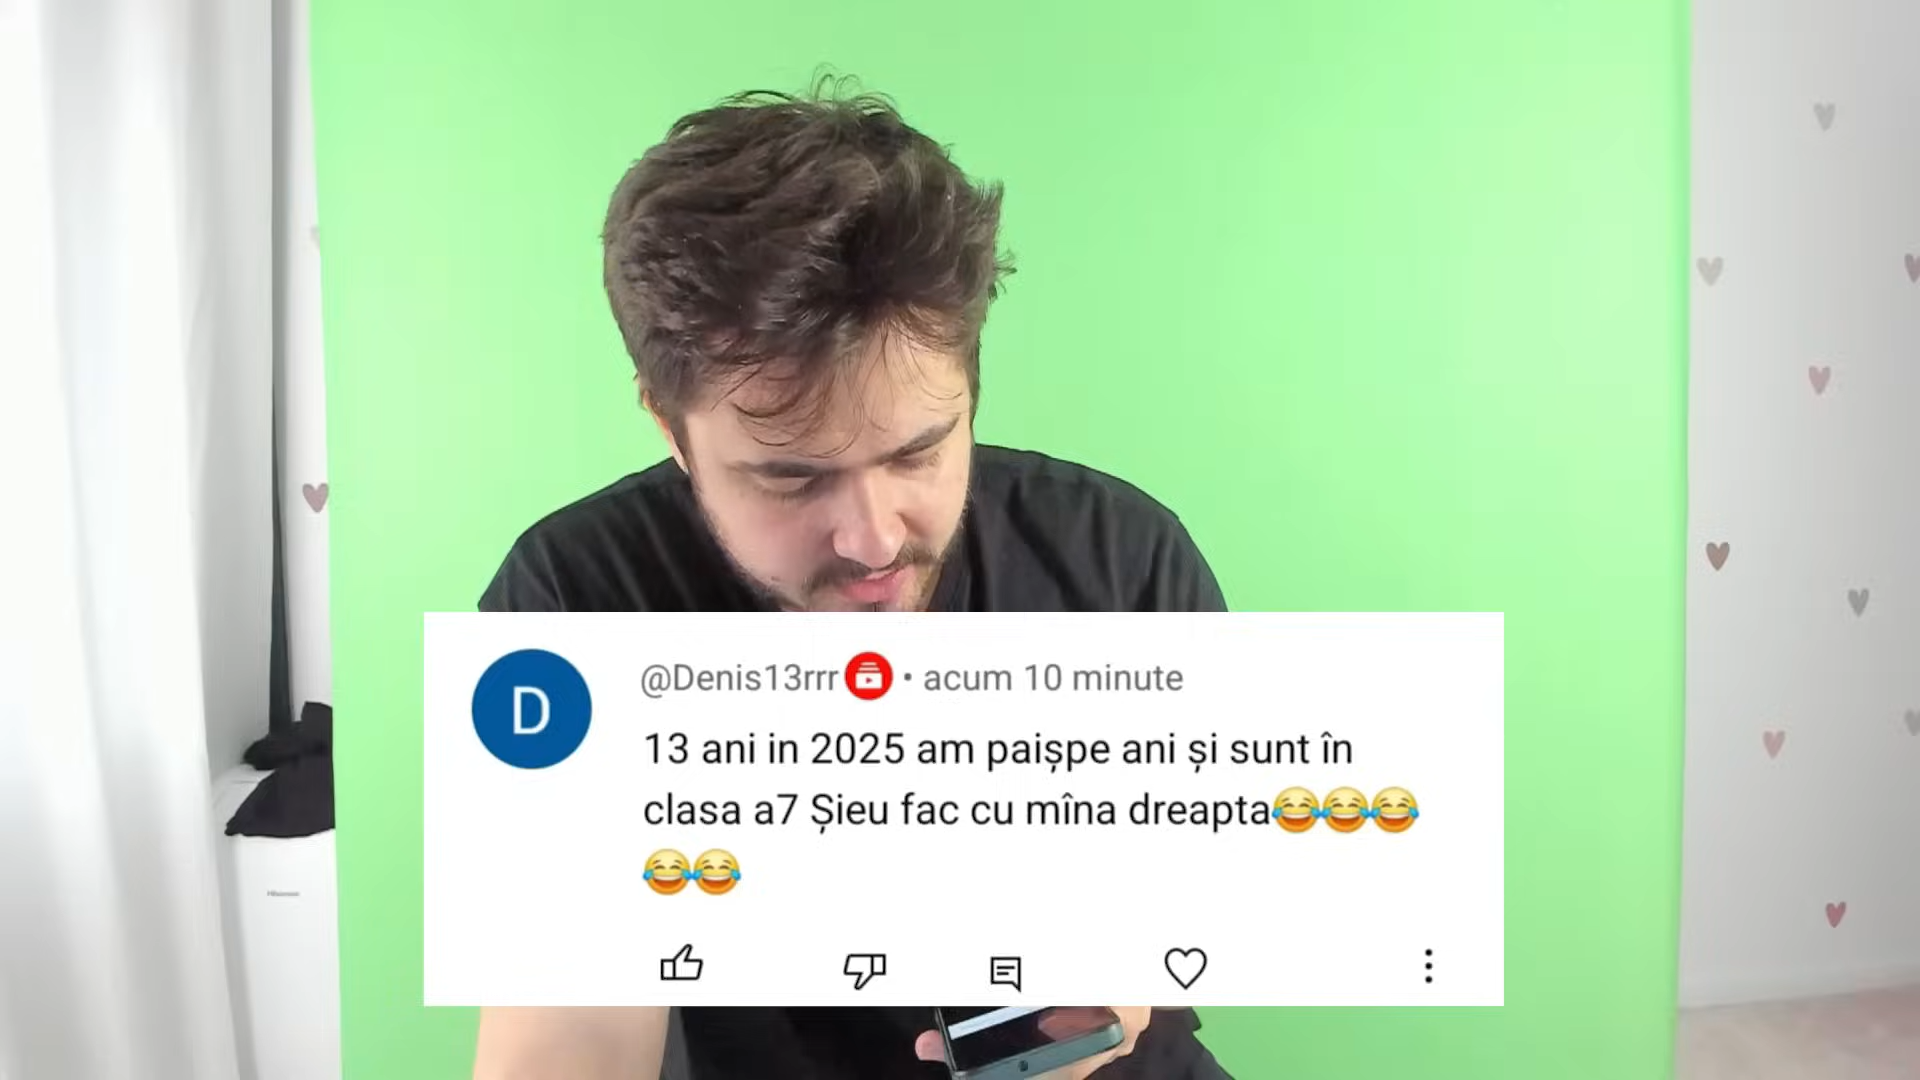 @Denis13rrr • acum 10 minute
D
13 ani in 2025 am paișpe ani și sunt în
clasa a7 Șieu fac cu mîna dreapta😂😂😂
😂😂
Hisense